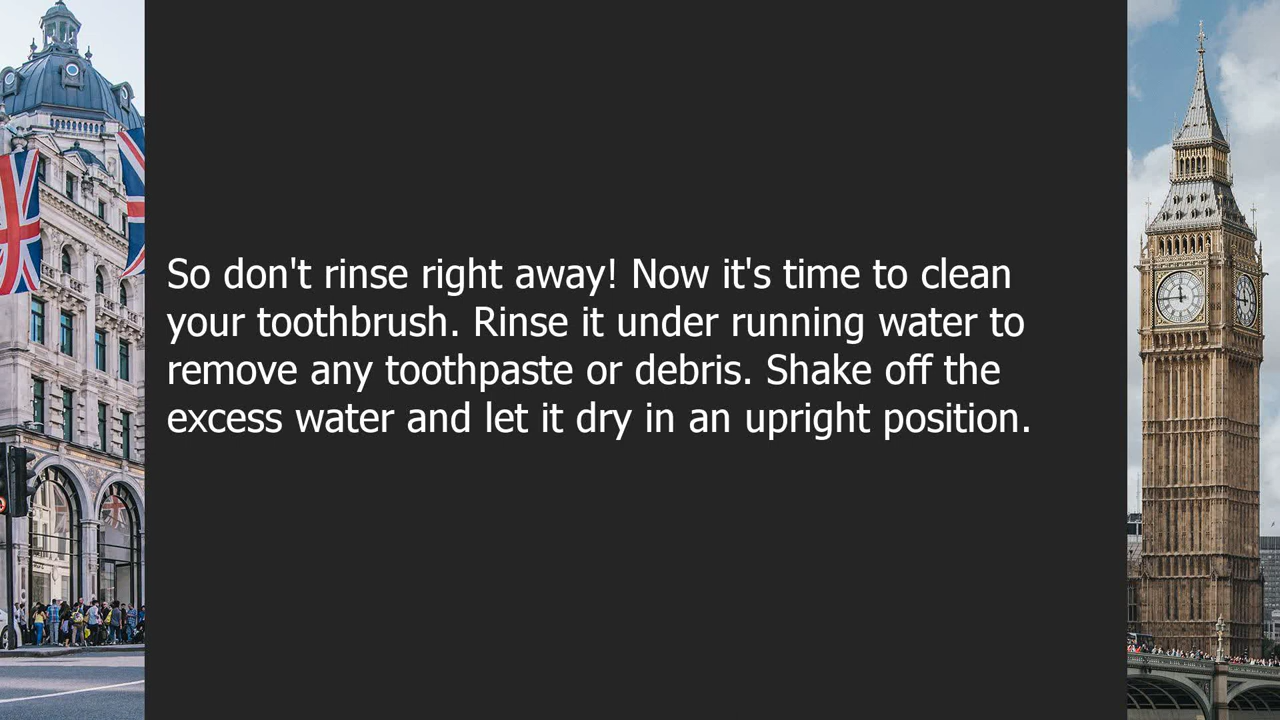 So don't rinse right away! Now it's time to clean
your toothbrush. Rinse it under running water to
remove any toothpaste or debris. Shake off the
excess water and let it dry in an upright position.